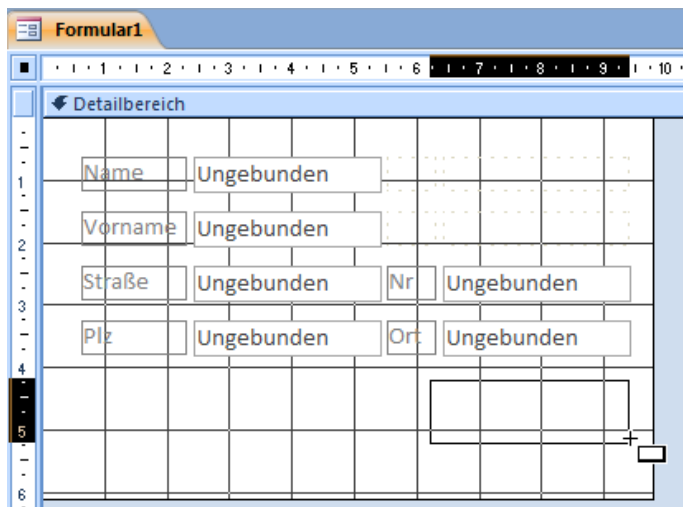 Formular1
1 2 3 4 5 6 7 8 9 10
Detailbereich
1
Name Ungebunden
Vorname Ungebunden
2
Straße Ungebunden Nr Ungebunden
3
Plz Ungebunden Ort Ungebunden
4
5
6